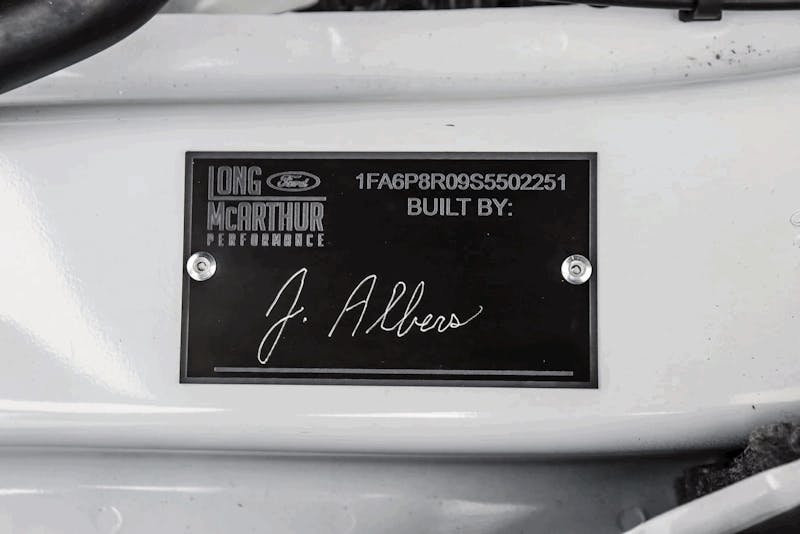 LONG Ford
McARTHUR
PERFORMANCE
1FA6P8R09S5502251
BUILT BY:
J. Albers